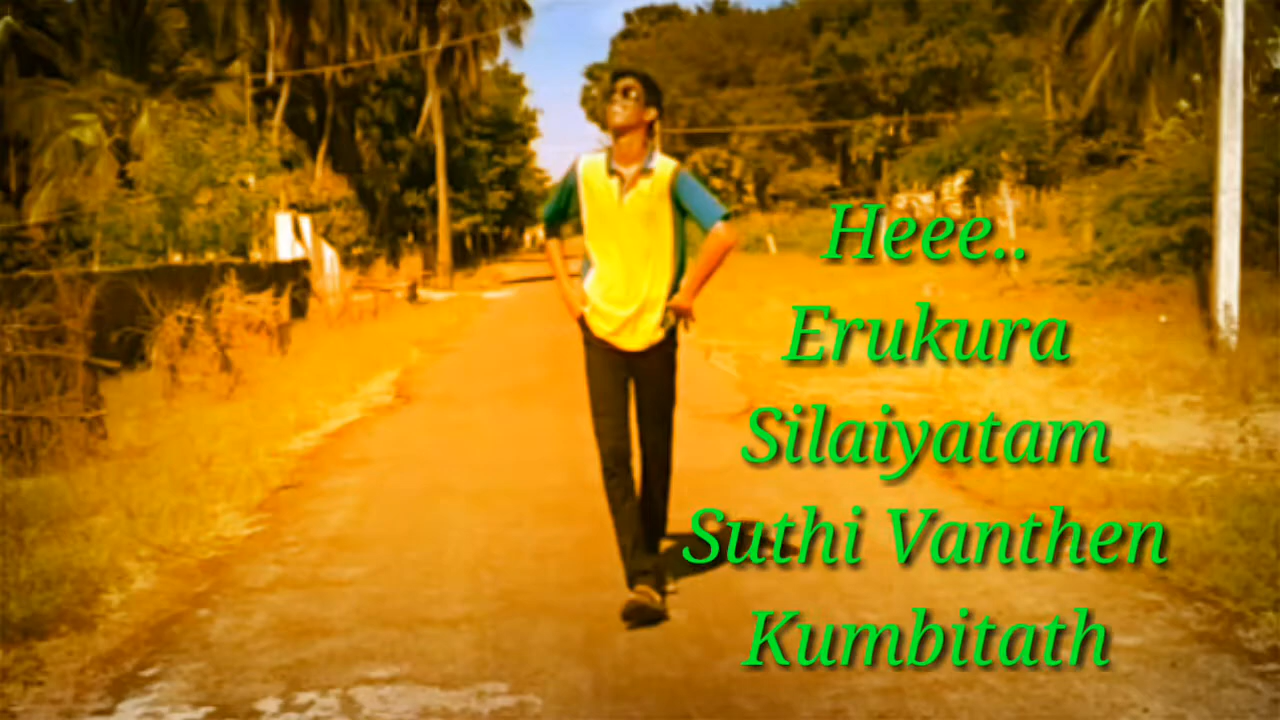 Heee..
Erukura
Silaiyatam
Suthi Vanthen
Kumbitath